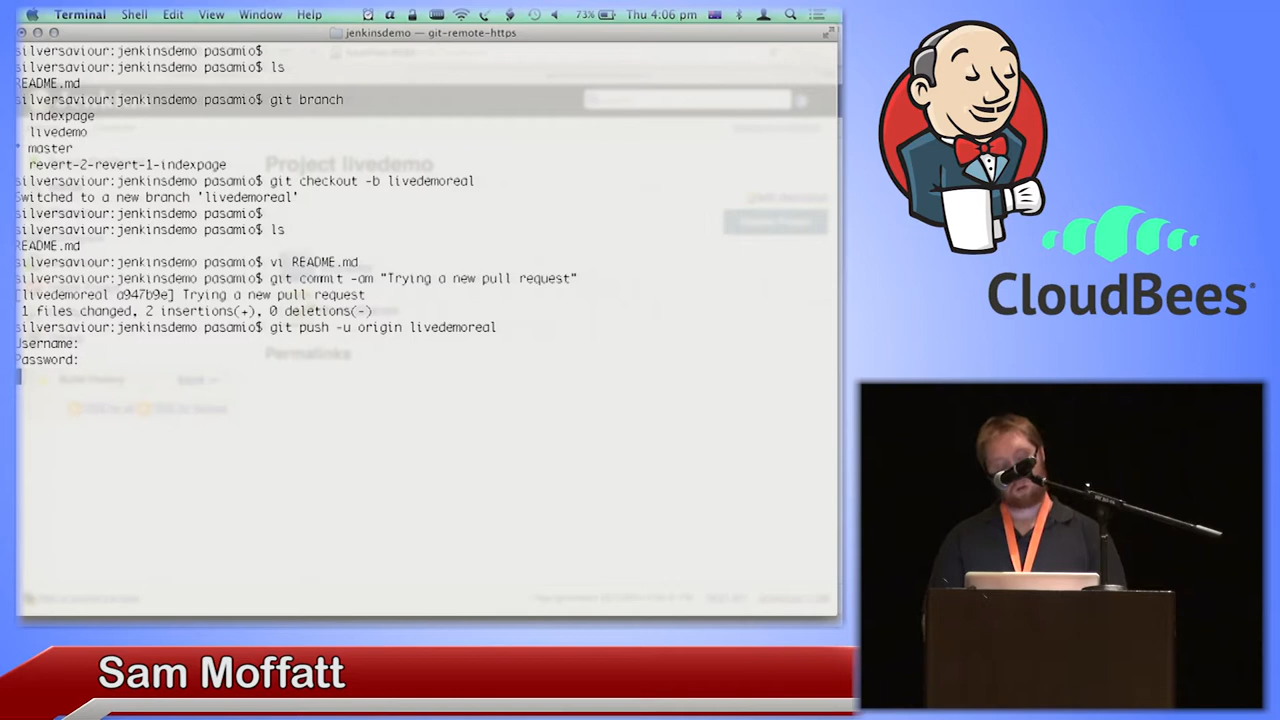 Terminal Shell Edit View Window Help 73% Thu 4:06 pm
jenkinsdemo — git-remote-https
silversaviour:jenkinsdemo pasamio$
silversaviour:jenkinsdemo pasamio$ ls
README.md
silversaviour:jenkinsdemo pasamio$ git branch
indexpage
livedemo
* master
revert-2-revert-1-indexpage
silversaviour:jenkinsdemo pasamio$ git checkout -b livedemoreal
Switched to a new branch 'livedemoreal'
silversaviour:jenkinsdemo pasamio$
silversaviour:jenkinsdemo pasamio$ ls
README.md
silversaviour:jenkinsdemo pasamio$ vi README.md
silversaviour:jenkinsdemo pasamio$ git commit -am "Trying a new pull request"
[livedemoreal a947b9e] Trying a new pull request
1 files changed, 2 insertions(+), 0 deletions(-)
silversaviour:jenkinsdemo pasamio$ git push -u origin livedemoreal
Username:
Password:
Project livedemo
Permalinks
CloudBees
Sam Moffatt